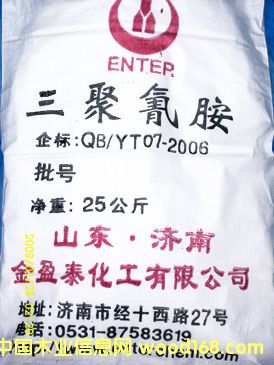 ENTER
三聚氰胺
企标:QB/YT07-2006
批号
净重:25公斤
山东·济南
金盈泰化工有限公司
地址:济南市经十西路27号
电话:0531-87583619
中国木业信息网 wood168.com